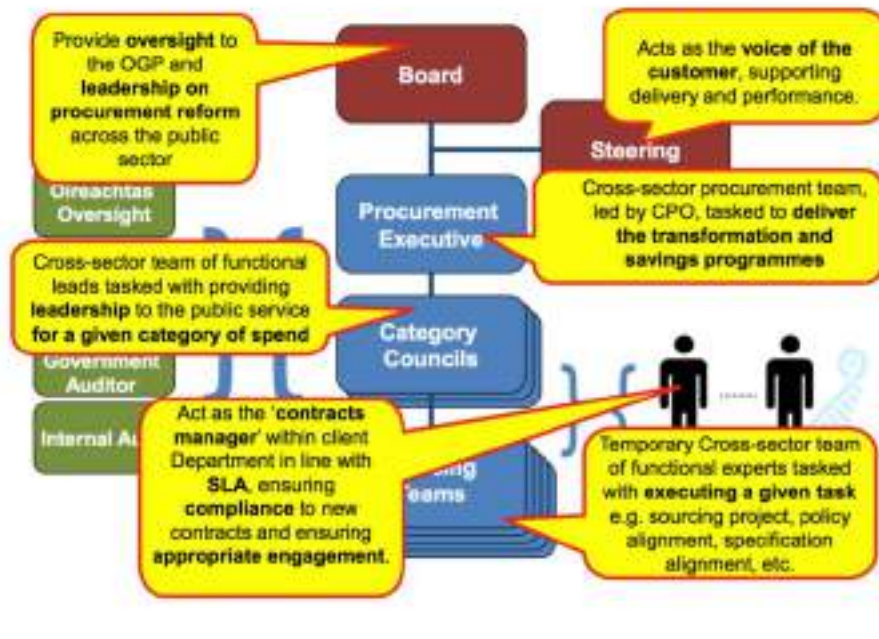 Provide oversight to
the OGP and
leadership on
procurement reform
across the public
sector
Board
Acts as the voice of the
customer, supporting
delivery and performance.
Steering
Oireachtas
Oversight
Procurement
Executive
Cross-sector procurement team,
led by CPO, tasked to deliver
the transformation and
savings programmes
Cross-sector team of functional
leads tasked with providing
leadership to the public service
for a given category of spend
Category
Councils
Government
Auditor
Internal
Act as the 'contracts
manager' within client
Department in line with
SLA, ensuring
compliance to new
contracts and ensuring
appropriate engagement.
Teams
Temporary Cross-sector team
of functional experts tasked
with executing a given task
e.g. sourcing project, policy
alignment, specification
alignment, etc.